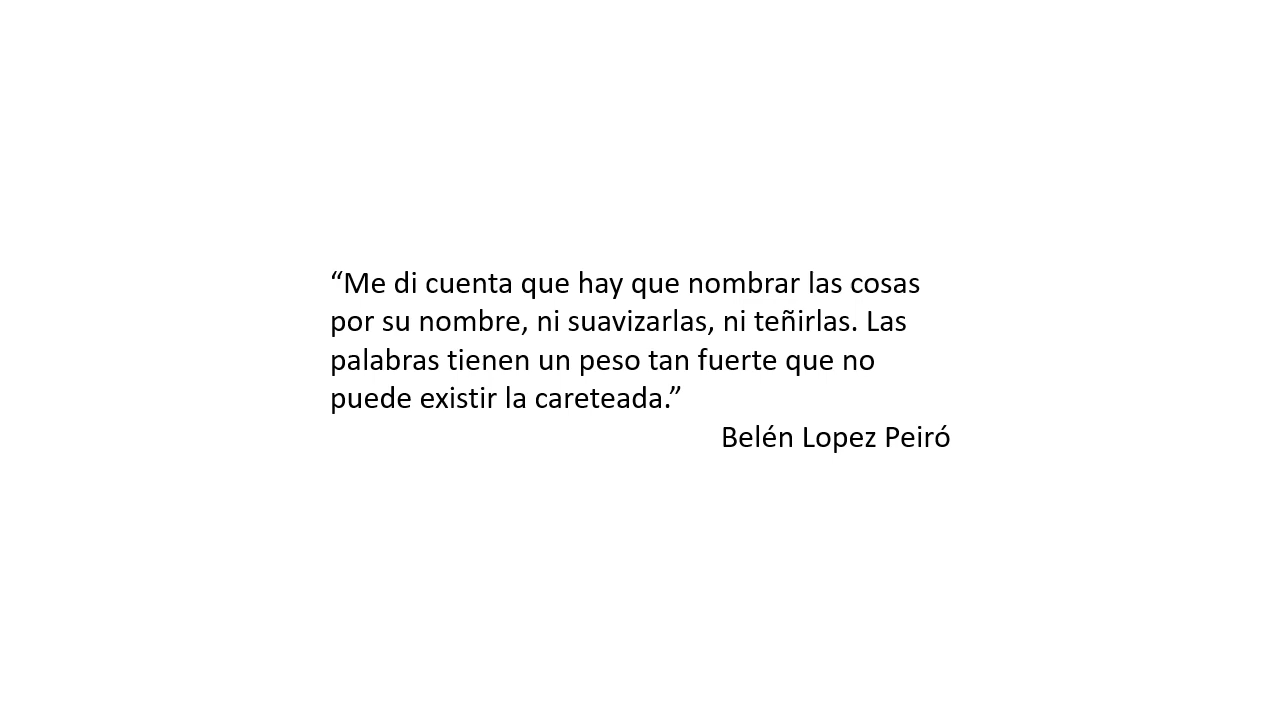 “Me di cuenta que hay que nombrar las cosas
por su nombre, ni suavizarlas, ni teñirlas. Las
palabras tienen un peso tan fuerte que no
puede existir la careteada.”
Belén Lopez Peiró